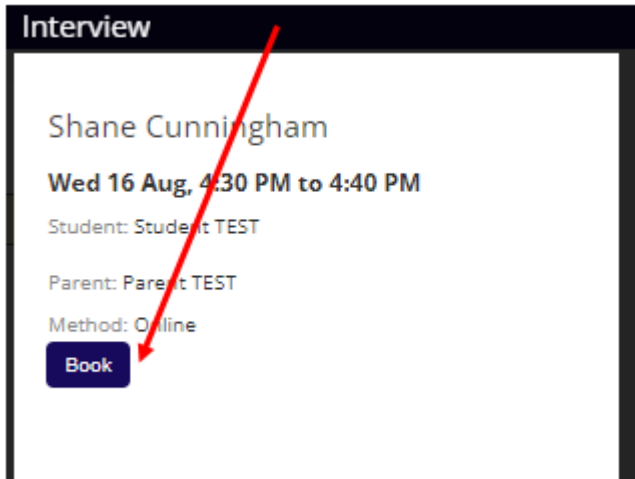 Interview
Shane Cunningham
Wed 16 Aug, 4:30 PM to 4:40 PM
Student: Student TEST
Parent: Parent TEST
Method: Online
Book